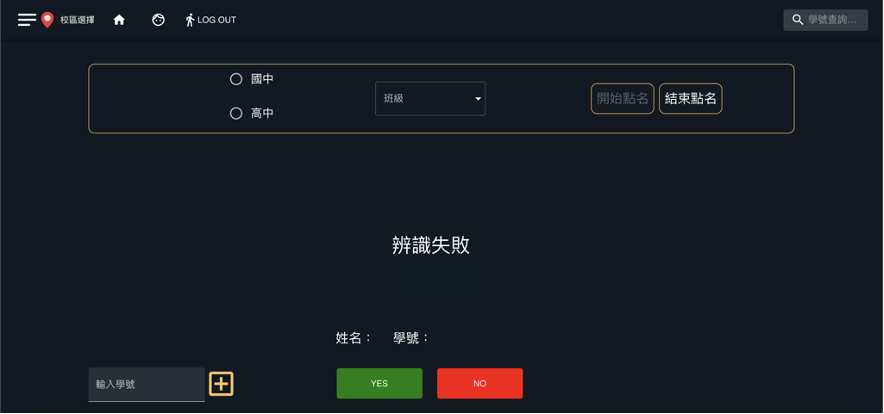 校區選擇 LOG OUT 學號查詢…
國中
高中
班級
開始點名 結束點名
辨識失敗
姓名： 學號：
輸入學號
YES NO